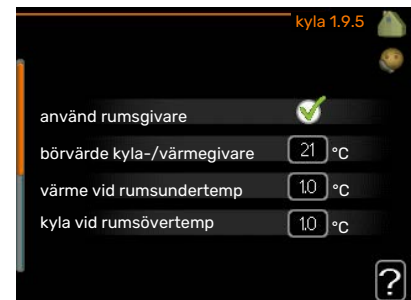 kyla 1.9.5
använd rumsgivare
börvärde kyla-/värmegivare 21 °C
värme vid rumsundertemp 1.0 °C
kyla vid rumsövertemp 1.0 °C
?